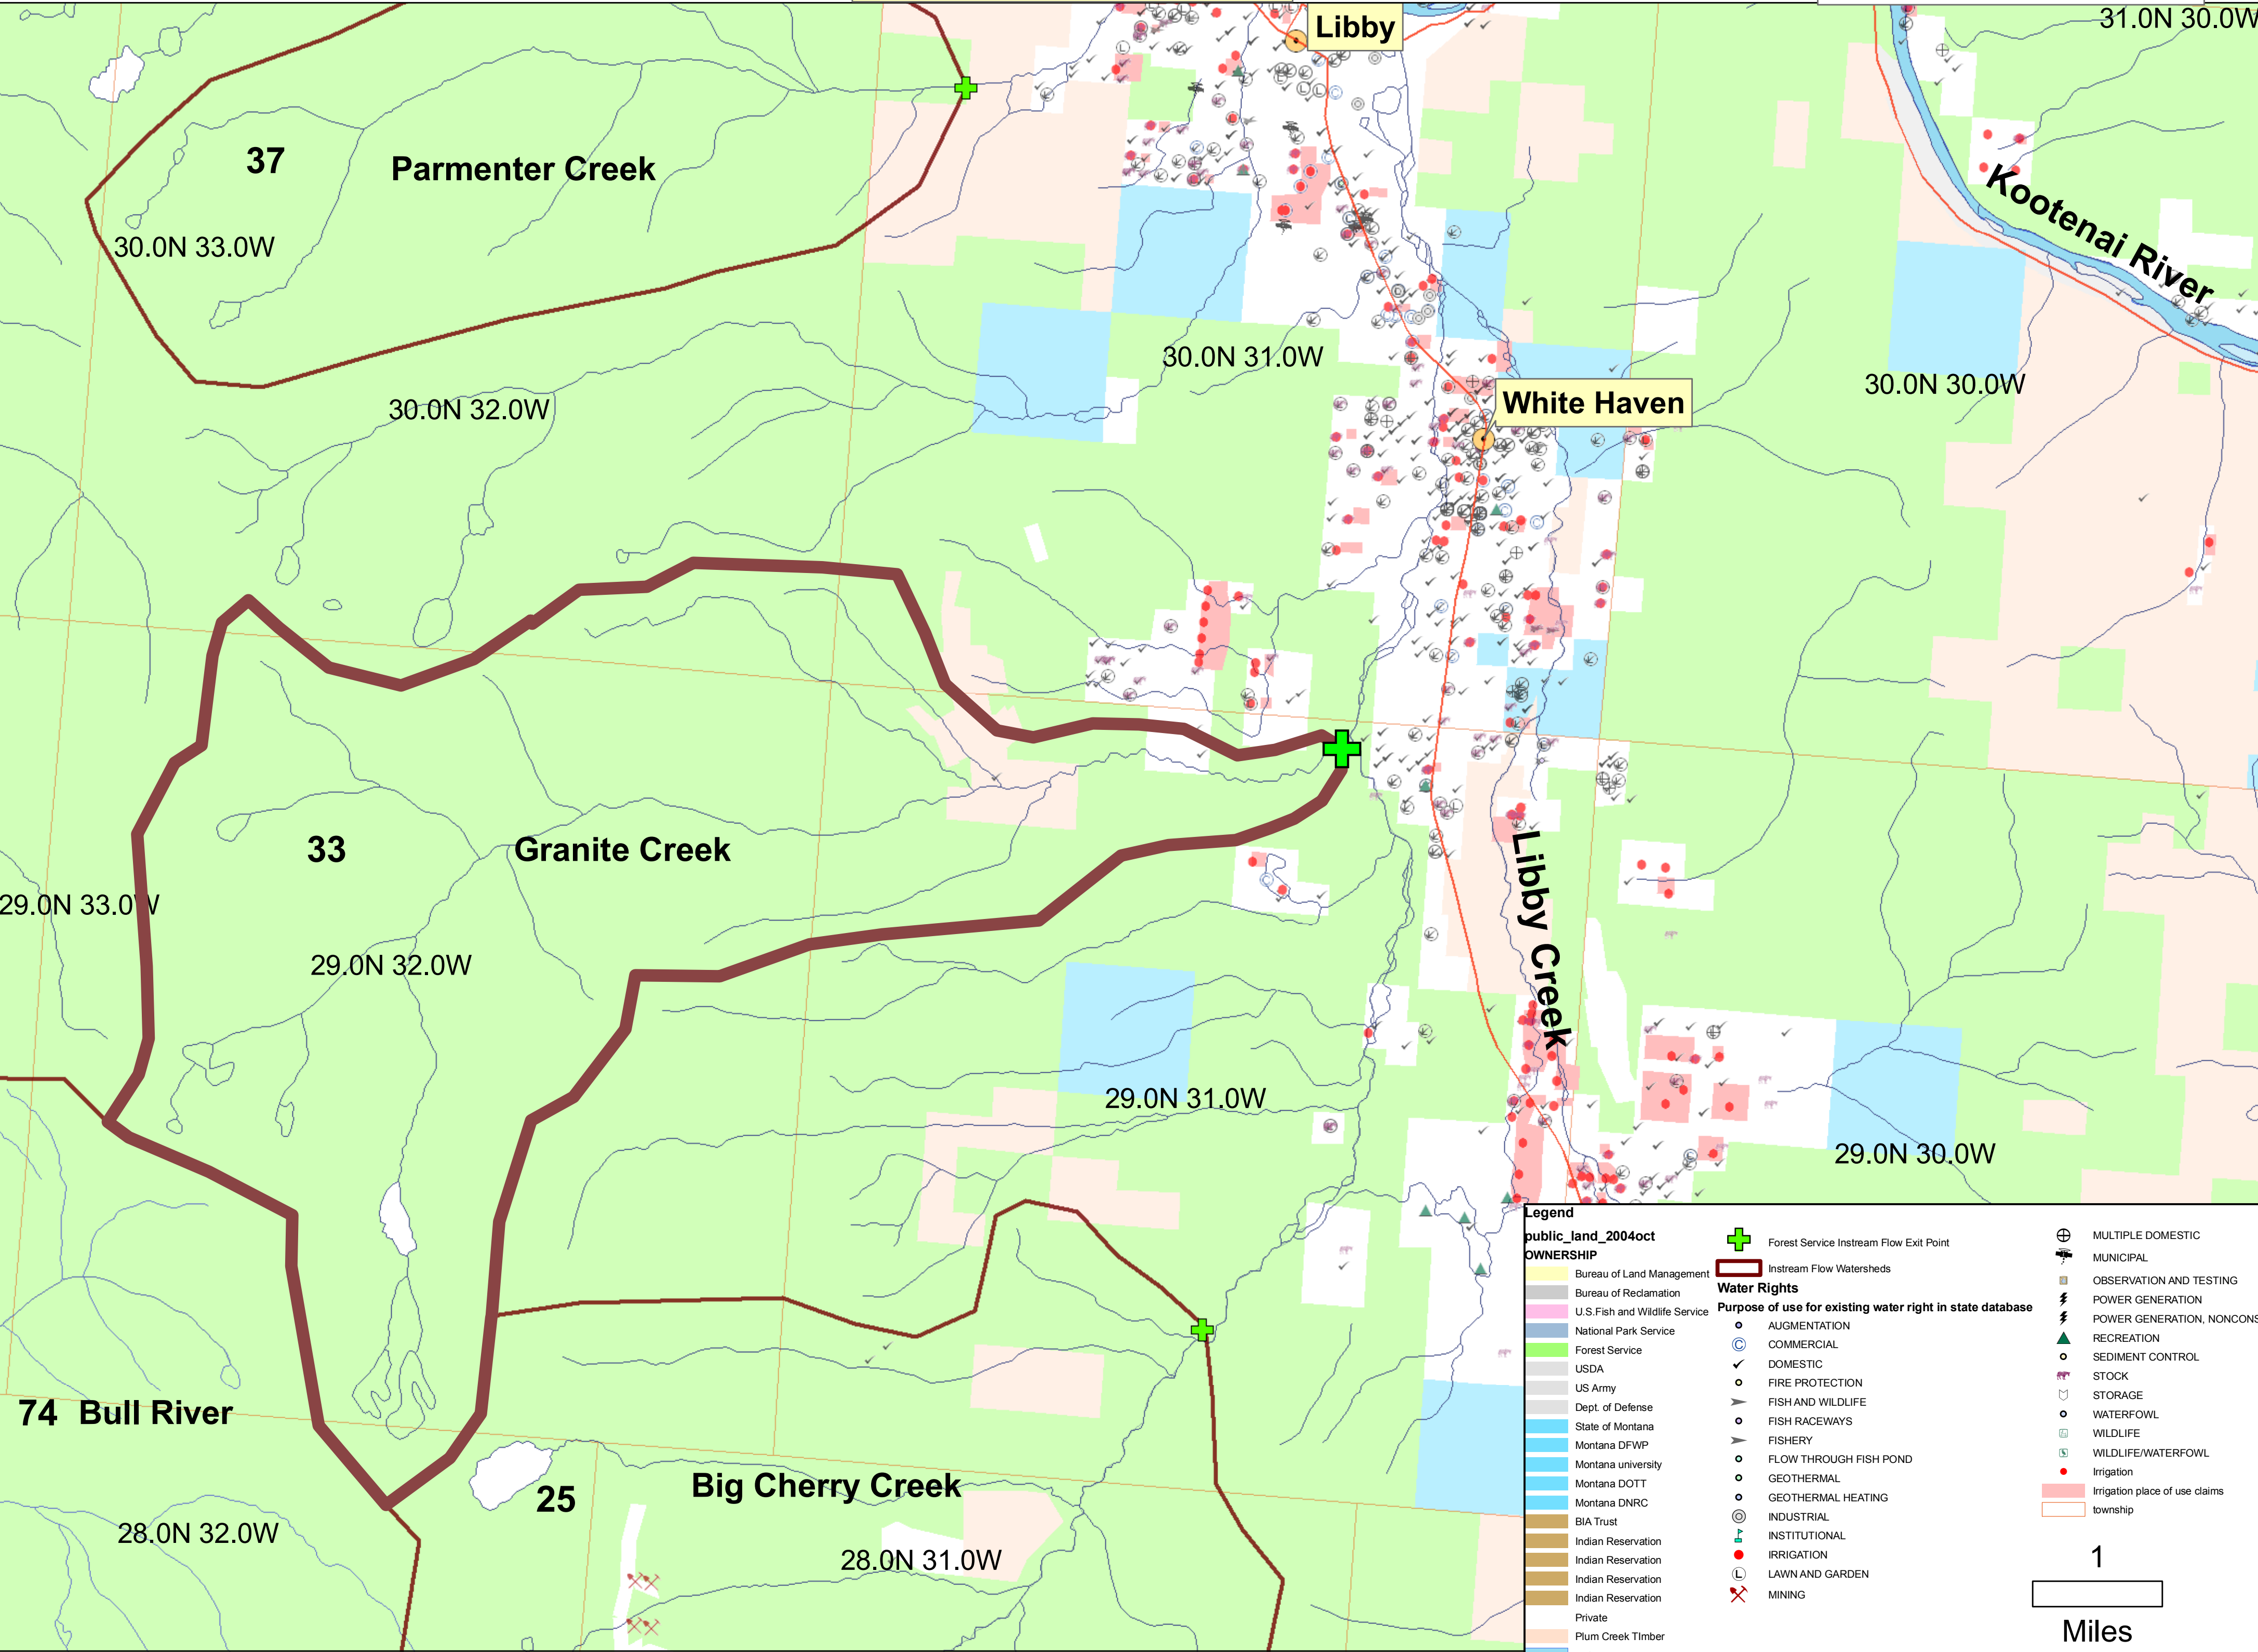 Libby
31.0N 30.0W
37
Parmenter Creek
Kootenai River
30.0N 33.0W
30.0N 31.0W
30.0N 30.0W
White Haven
30.0N 32.0W
33
Granite Creek
Libby Creek
29.0N 33.0W
29.0N 32.0W
29.0N 31.0W
29.0N 30.0W
74 Bull River
25
Big Cherry Creek
28.0N 32.0W
28.0N 31.0W
Legend
public_land_2004oct
OWNERSHIP
Bureau of Land Management
Bureau of Reclamation
U.S.Fish and Wildlife Service
National Park Service
Forest Service
USDA
US Army
Dept. of Defense
State of Montana
Montana DFWP
Montana university
Montana DOTT
Montana DNRC
BIA Trust
Indian Reservation
Indian Reservation
Indian Reservation
Indian Reservation
Private
Plum Creek TImber
Forest Service Instream Flow Exit Point
Instream Flow Watersheds
Water Rights
Purpose of use for existing water right in state database
AUGMENTATION
COMMERCIAL
DOMESTIC
FIRE PROTECTION
FISH AND WILDLIFE
FISH RACEWAYS
FISHERY
FLOW THROUGH FISH POND
GEOTHERMAL
GEOTHERMAL HEATING
INDUSTRIAL
INSTITUTIONAL
IRRIGATION
LAWN AND GARDEN
MINING
MULTIPLE DOMESTIC
MUNICIPAL
OBSERVATION AND TESTING
POWER GENERATION
POWER GENERATION, NONCONS
RECREATION
SEDIMENT CONTROL
STOCK
STORAGE
WATERFOWL
WILDLIFE
WILDLIFE/WATERFOWL
Irrigation
Irrigation place of use claims
township
1
Miles